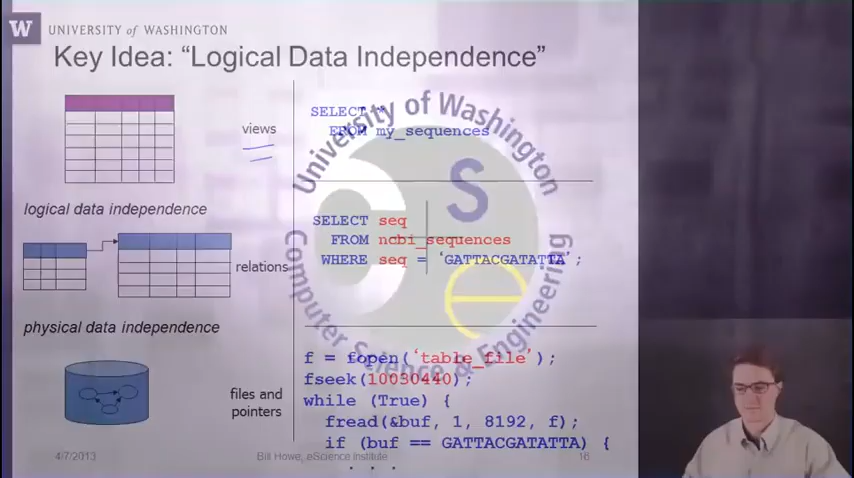 W UNIVERSITY of WASHINGTON
Key Idea: “Logical Data Independence”
views
SELECT *
FROM my_sequences
logical data independence
SELECT seq
FROM ncbi_sequences
WHERE seq = ‘GATTACGATATTA’;
relations
physical data independence
f = fopen(‘table_file’);
fseek(10030440);
while (True) {
fread(&buf, 1, 8192, f);
if (buf == GATTACGATATTA) {
. . .
files and
pointers
4/7/2013
Bill Howe, eScience Institute
16
University of Washington
Computer Science & Engineering
CSe